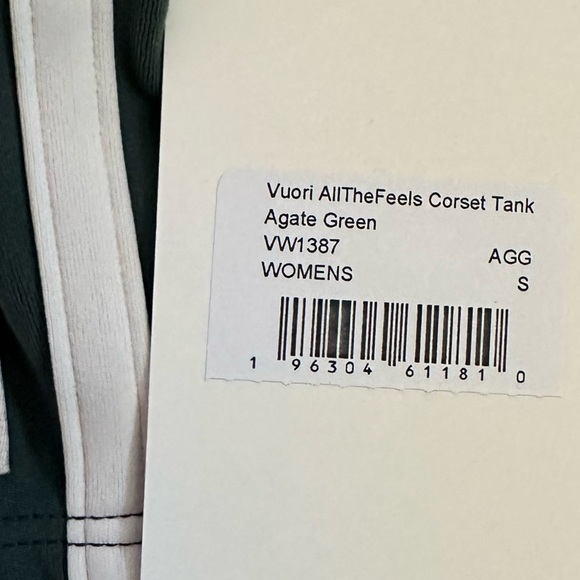 Vuori AllTheFeels Corset Tank
Agate Green
VW1387 AGG
WOMENS S
1 96304 61181 0